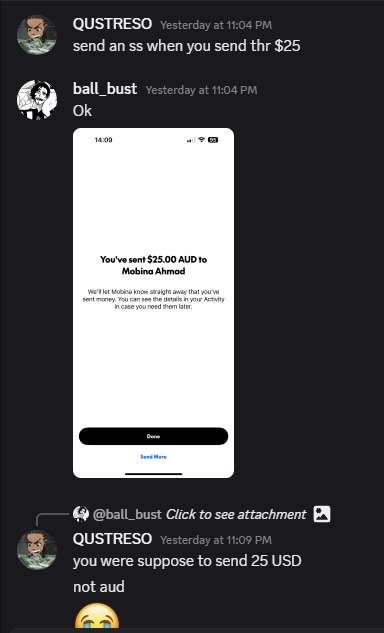 QUSTRESO Yesterday at 11:04 PM
send an ss when you send thr $25
ball_bust Yesterday at 11:04 PM
Ok
14:09
95
You've sent $25.00 AUD to
Mobina Ahmad
We'll let Mobina know straight away that you've
sent money. You can see the details in your Activity
in case you need them later.
Done
Send More
@ball_bust Click to see attachment
QUSTRESO Yesterday at 11:09 PM
you were suppose to send 25 USD
not aud